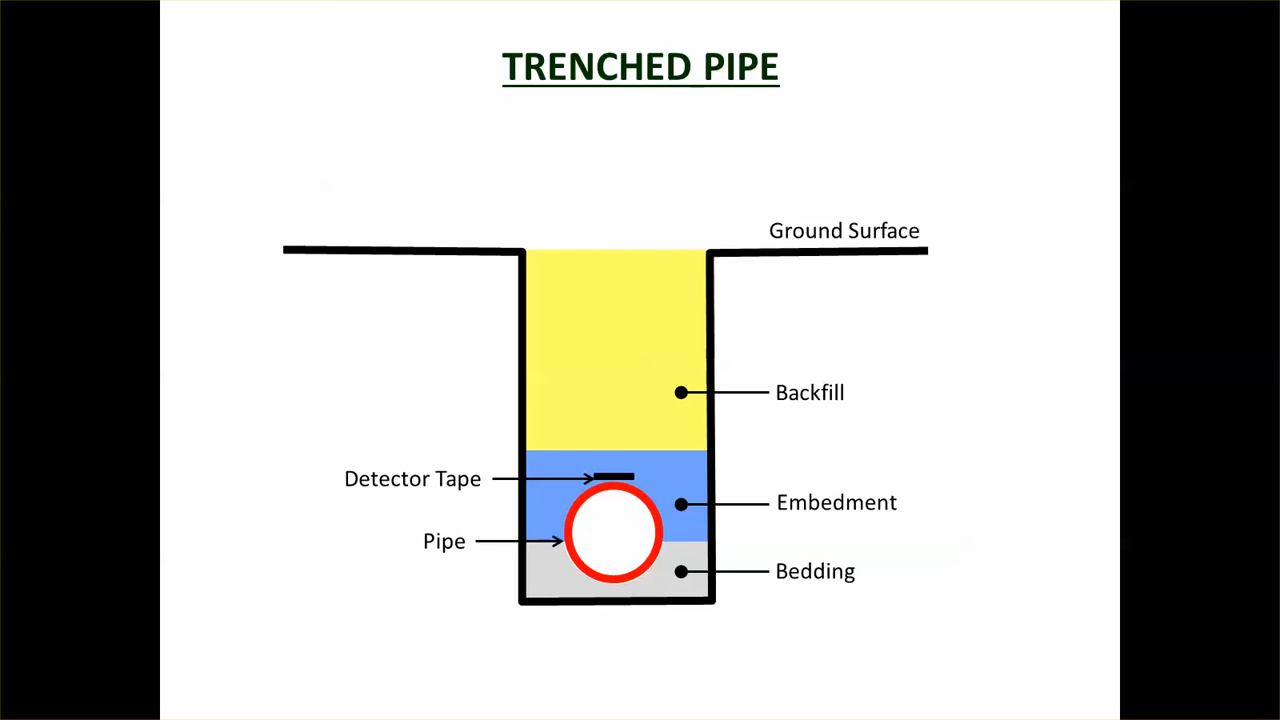 TRENCHED PIPE
Ground Surface
Backfill
Detector Tape
Embedment
Pipe
Bedding